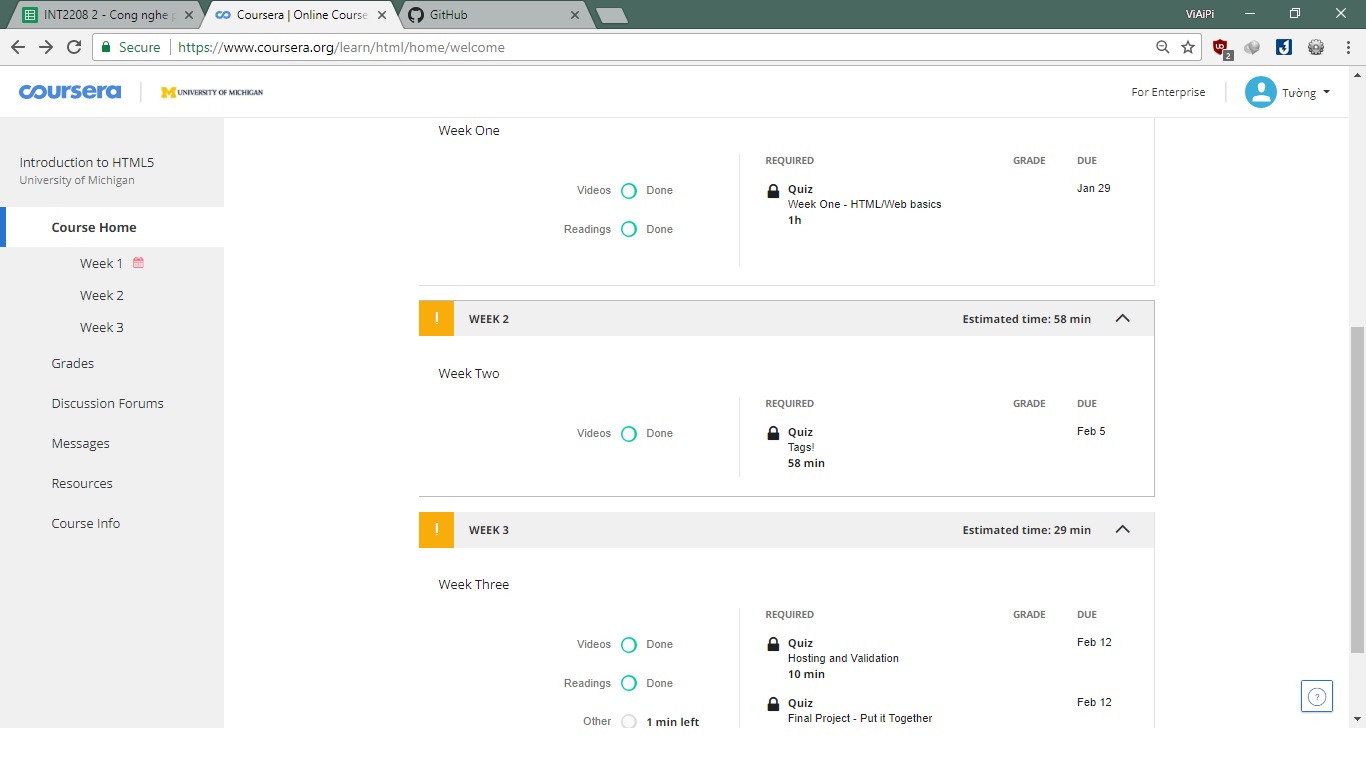 INT2208 2 - Cong nghe
Coursera | Online Course
GitHub
ViAiPi
Secure
https://www.coursera.org/learn/html/home/welcome
2
coursera
M UNIVERSITY OF MICHIGAN
For Enterprise
Tường
Introduction to HTML5
University of Michigan
Course Home
Week 1
Week 2
Week 3
Grades
Discussion Forums
Messages
Resources
Course Info
Week One
REQUIRED GRADE DUE
Videos Done
Readings Done
Quiz Jan 29
Week One - HTML/Web basics
1h
! WEEK 2 Estimated time: 58 min
Week Two
REQUIRED GRADE DUE
Videos Done
Quiz Feb 5
Tags!
58 min
! WEEK 3 Estimated time: 29 min
Week Three
REQUIRED GRADE DUE
Videos Done
Readings Done
Other 1 min left
Quiz Feb 12
Hosting and Validation
10 min
Quiz Feb 12
Final Project - Put it Together
?